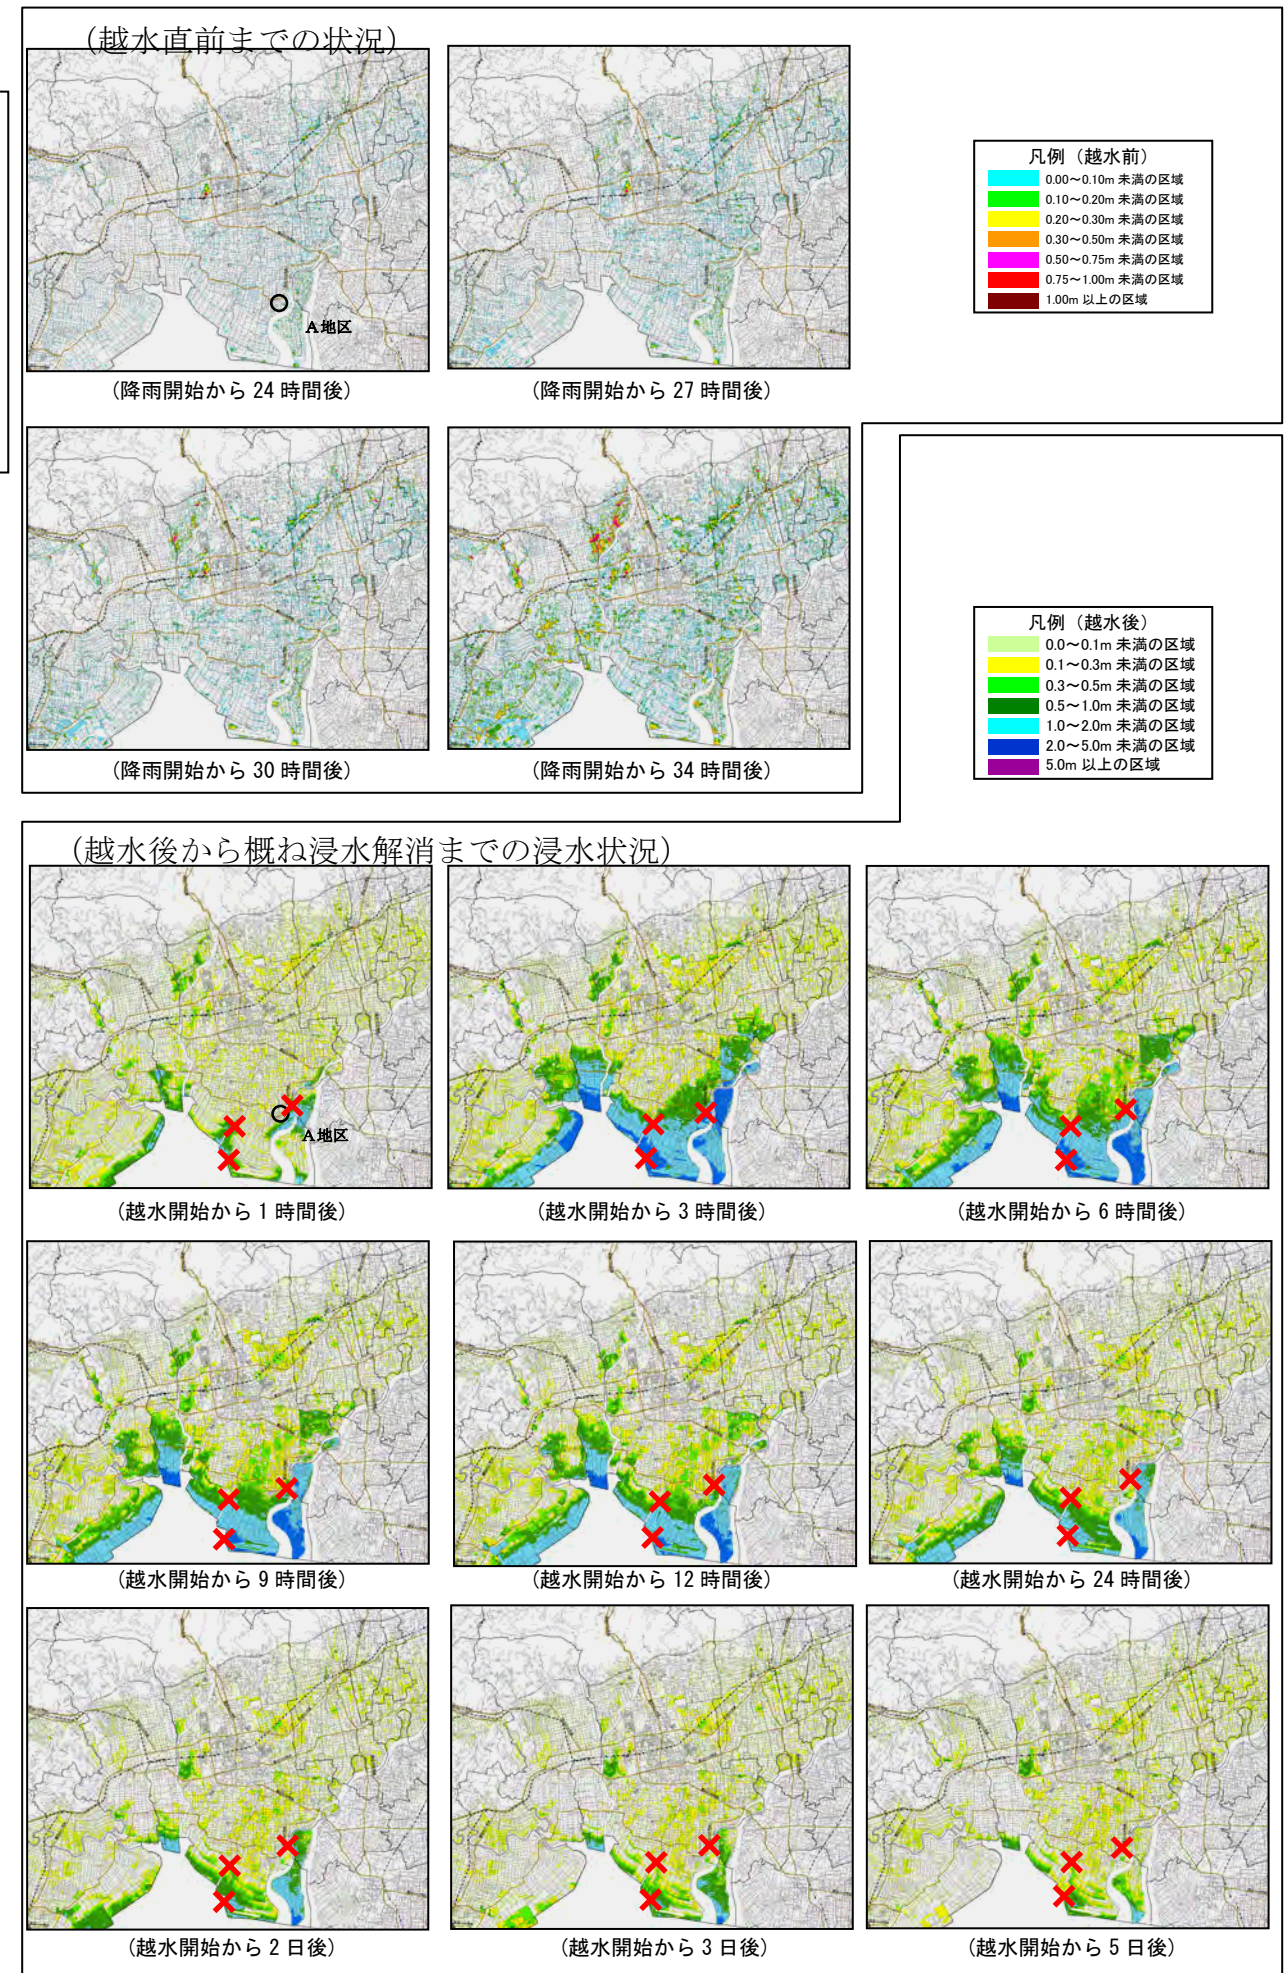 （越水直前までの状況）
A地区
（降雨開始から 24 時間後）
（降雨開始から 27 時間後）
凡例（越水前）
0.00～0.10m 未満の区域
0.10～0.20m 未満の区域
0.20～0.30m 未満の区域
0.30～0.50m 未満の区域
0.50～0.75m 未満の区域
0.75～1.00m 未満の区域
1.00m 以上の区域
（降雨開始から 30 時間後）
（降雨開始から 34 時間後）
凡例（越水後）
0.0～0.1m 未満の区域
0.1～0.3m 未満の区域
0.3～0.5m 未満の区域
0.5～1.0m 未満の区域
1.0～2.0m 未満の区域
2.0～5.0m 未満の区域
5.0m 以上の区域
（越水後から概ね浸水解消までの浸水状況）
A地区
（越水開始から 1 時間後）
（越水開始から 3 時間後）
（越水開始から 6 時間後）
（越水開始から 9 時間後）
（越水開始から 12 時間後）
（越水開始から 24 時間後）
（越水開始から 2 日後）
（越水開始から 3 日後）
（越水開始から 5 日後）